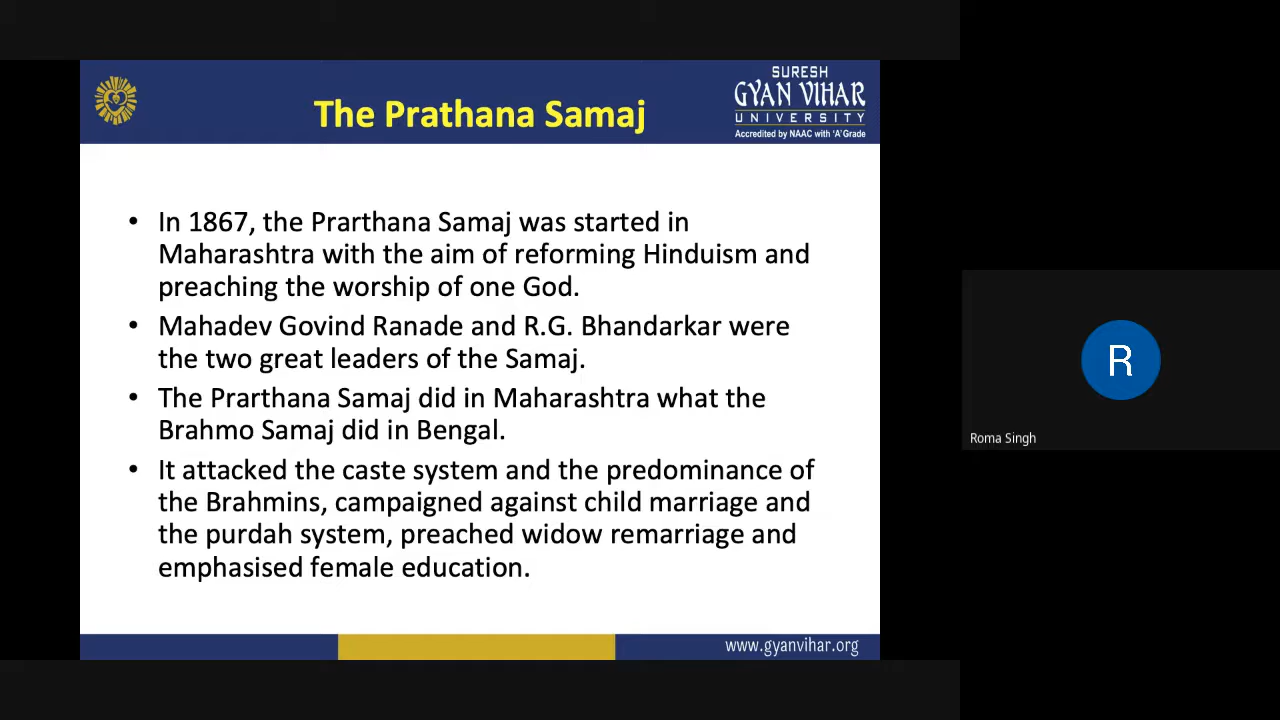 The Prathana Samaj
SURESH
GYAN VIHAR
UNIVERSITY
Accredited by NAAC with 'A' Grade
• In 1867, the Prarthana Samaj was started in
Maharashtra with the aim of reforming Hinduism and
preaching the worship of one God.
• Mahadev Govind Ranade and R.G. Bhandarkar were
the two great leaders of the Samaj.
• The Prarthana Samaj did in Maharashtra what the
Brahmo Samaj did in Bengal.
• It attacked the caste system and the predominance of
the Brahmins, campaigned against child marriage and
the purdah system, preached widow remarriage and
emphasised female education.
www.gyanvihar.org
R
Roma Singh